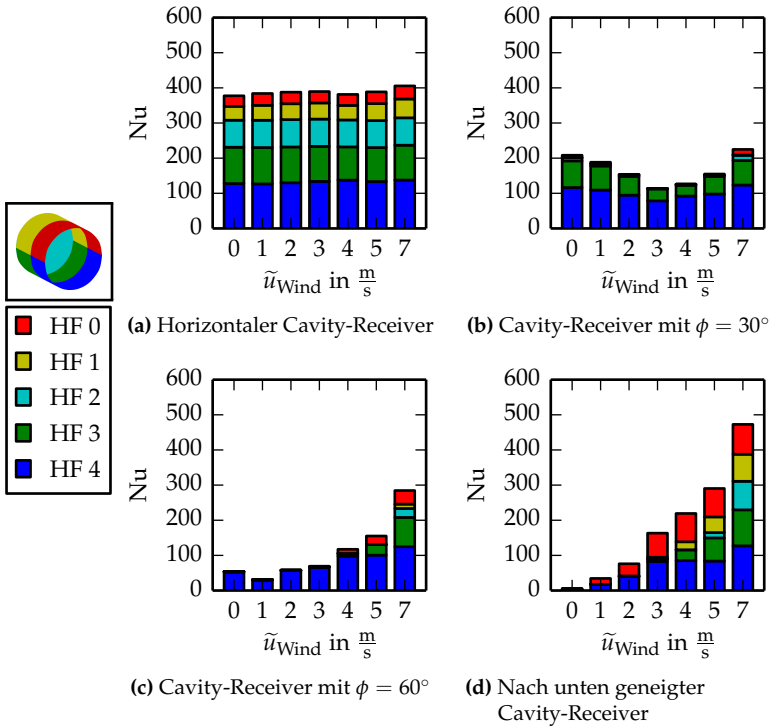 600
500
400
300
200
100
0
Nu
0 1 2 3 4 5 7
ũ_Wind in m/s
(a) Horizontaler Cavity-Receiver
600
500
400
300
200
100
0
Nu
0 1 2 3 4 5 7
ũ_Wind in m/s
(b) Cavity-Receiver mit ϕ = 30°
HF 0
HF 1
HF 2
HF 3
HF 4
600
500
400
300
200
100
0
Nu
0 1 2 3 4 5 7
ũ_Wind in m/s
(c) Cavity-Receiver mit ϕ = 60°
600
500
400
300
200
100
0
Nu
0 1 2 3 4 5 7
ũ_Wind in m/s
(d) Nach unten geneigter
Cavity-Receiver